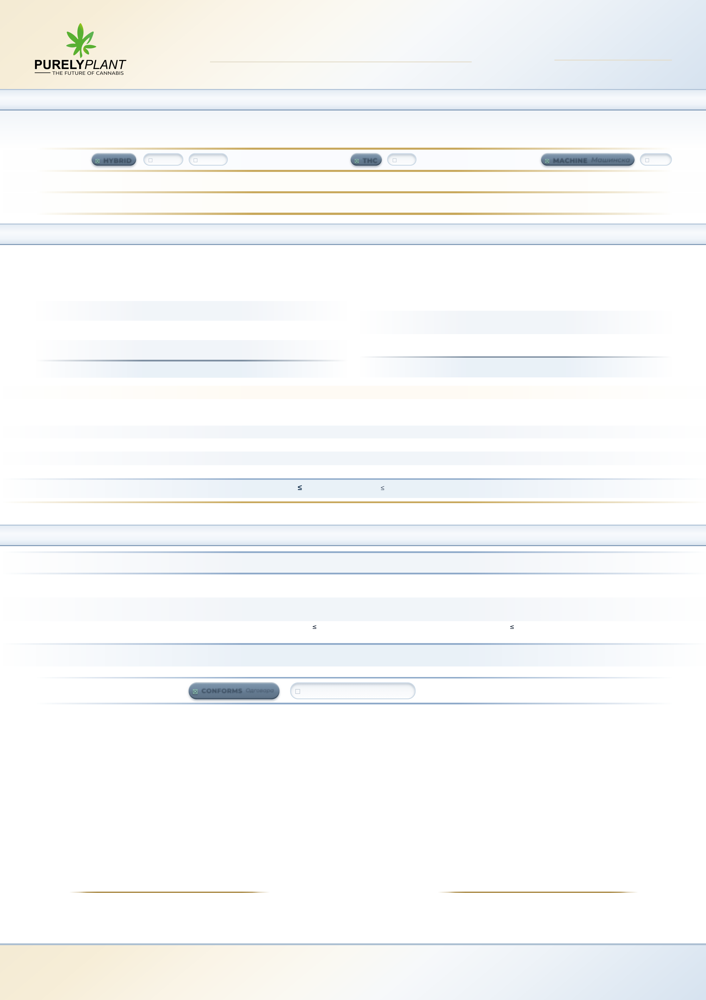 PURELYPLANT
THE FUTURE OF CANNABIS
☒ HYBRID ☐ ☐ ☒ THC ☐ ☒ MACHINE Машинска ☐
≤ ≤
≤ ≤
☒ CONFORMS Одговара ☐